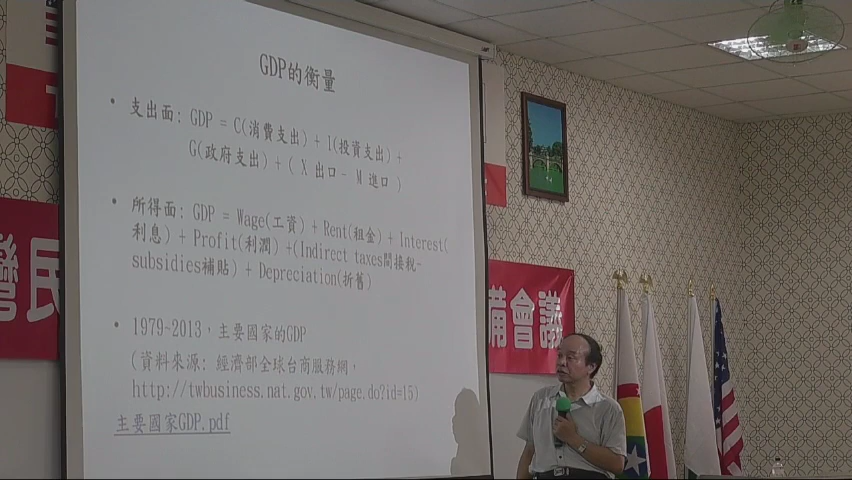 GDP的衡量
• 支出面: GDP = C(消費支出) + I(投資支出) +
G(政府支出) + ( X 出口 - M 進口 )
• 所得面: GDP = Wage(工資) + Rent(租金) + Interest(
利息) + Profit(利潤) +(Indirect taxes間接稅-
subsidies補貼) + Depreciation(折舊)
• 1979~2013，主要國家的GDP
(資料來源: 經濟部全球台商服務網，
http://twbusiness.nat.gov.tw/page.do?id=15)
主要國家GDP.pdf
灣民
備會議